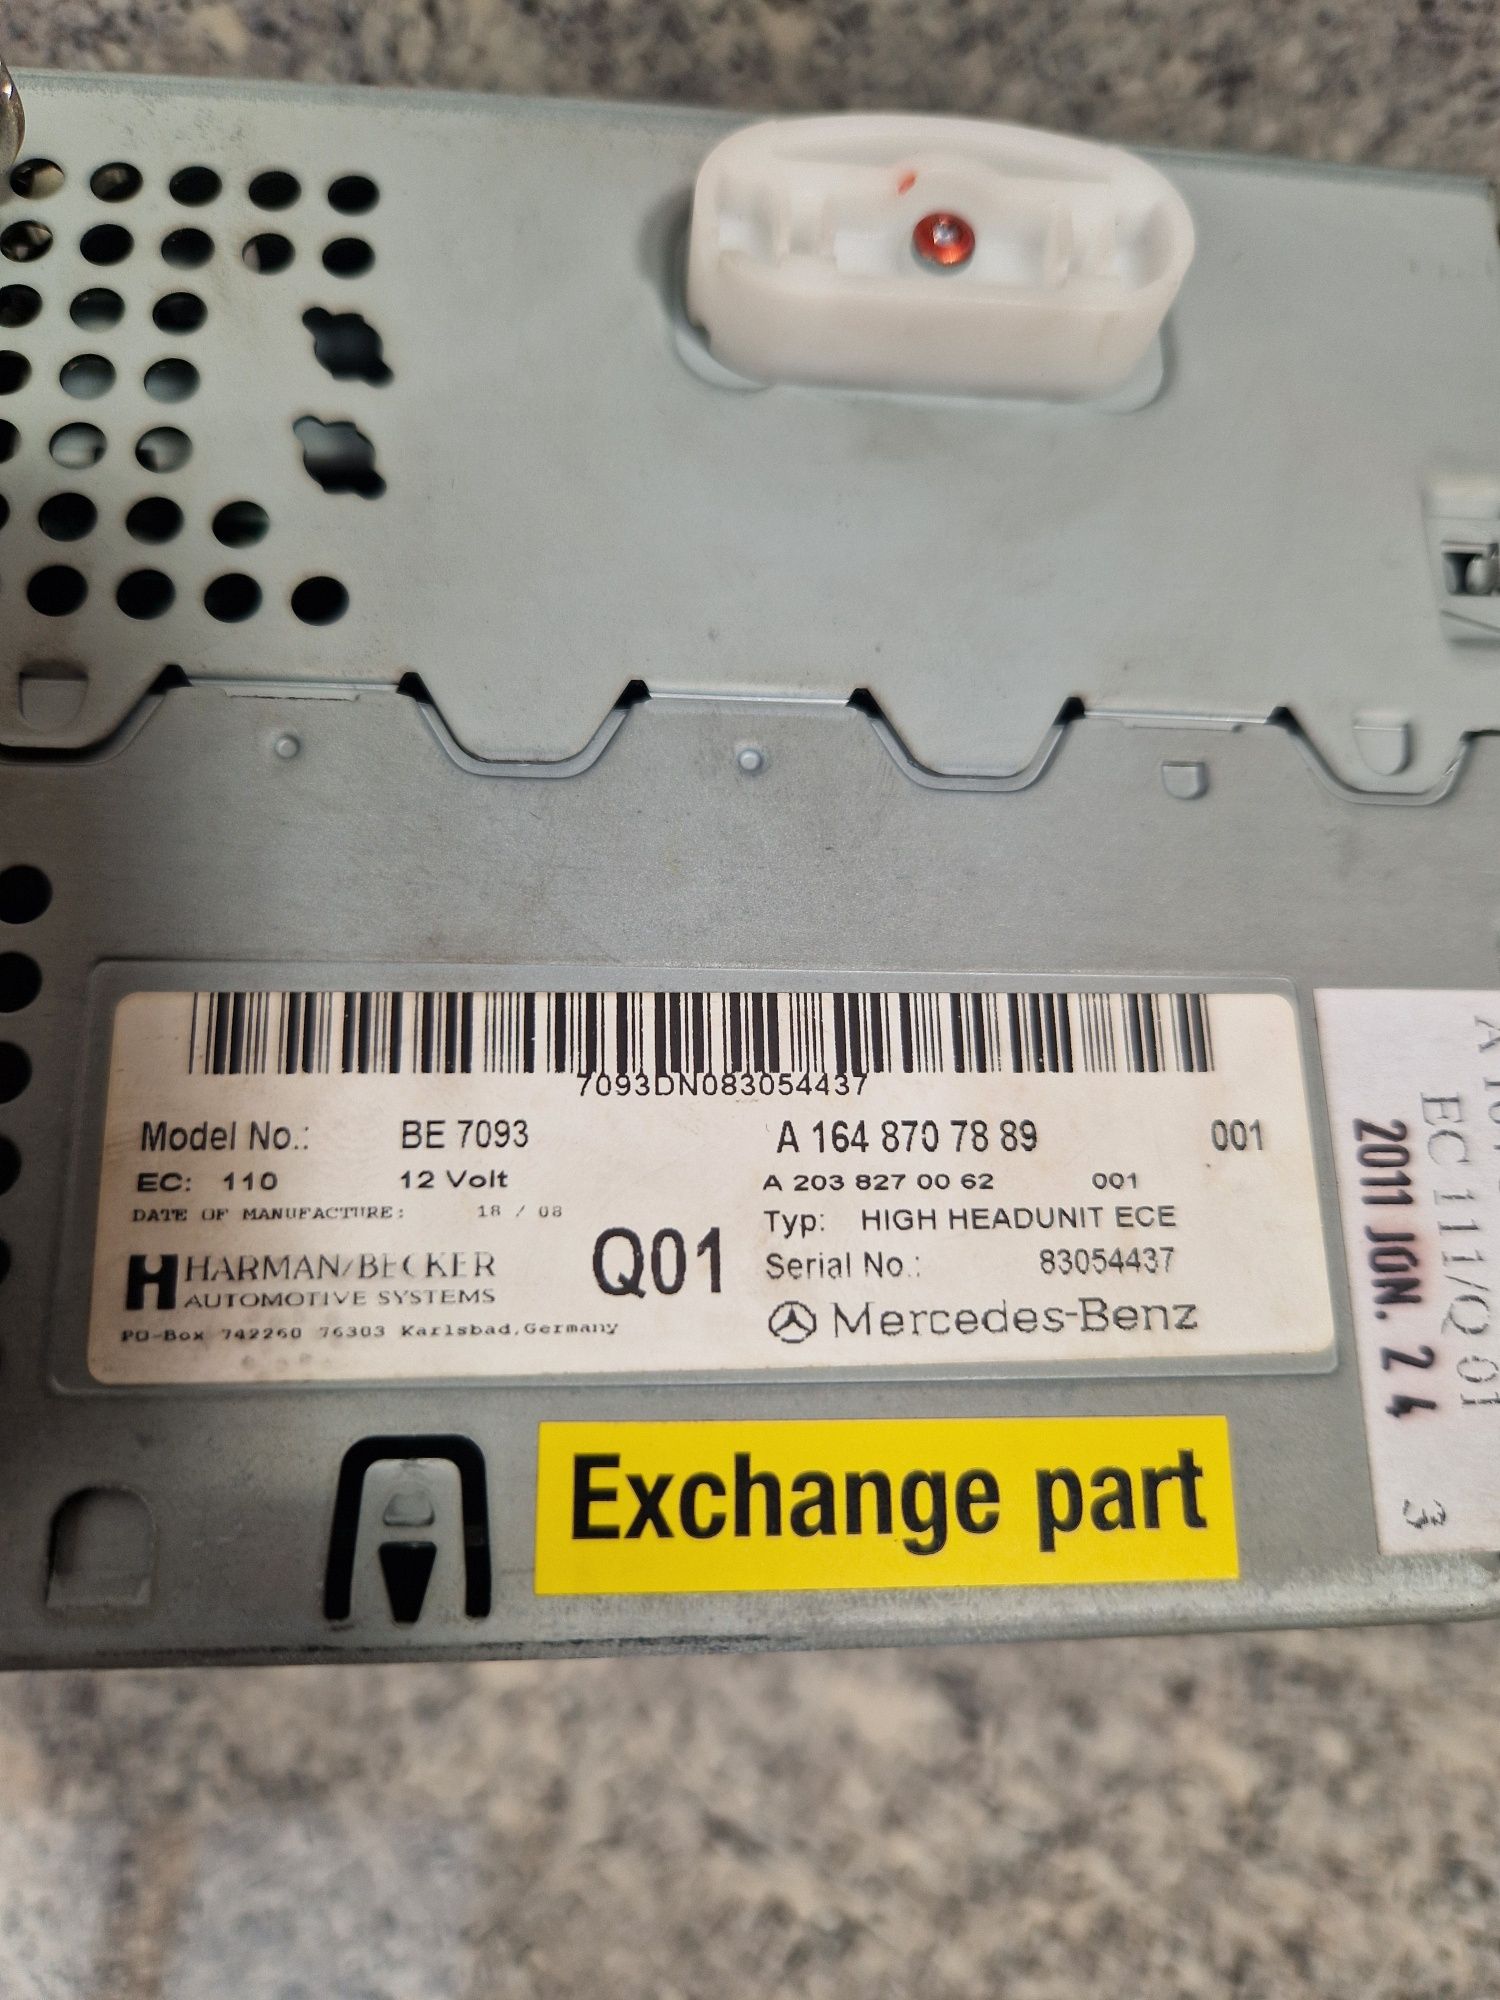 7093DN083054437
Model No.: BE 7093 A 164 870 78 89 001
EC: 110 12 Volt A 203 827 00 62 001
DATE OF MANUFACTURE: 18 / 08 Typ: HIGH HEADUNIT ECE
HARMAN/BECKER Q01 Serial No.: 83054437
AUTOMOTIVE SYSTEMS Mercedes-Benz
PO-Box 742260 76303 Karlsbad,Germany
Exchange part
EC 111/Q 01
2011 JGN. 24
3